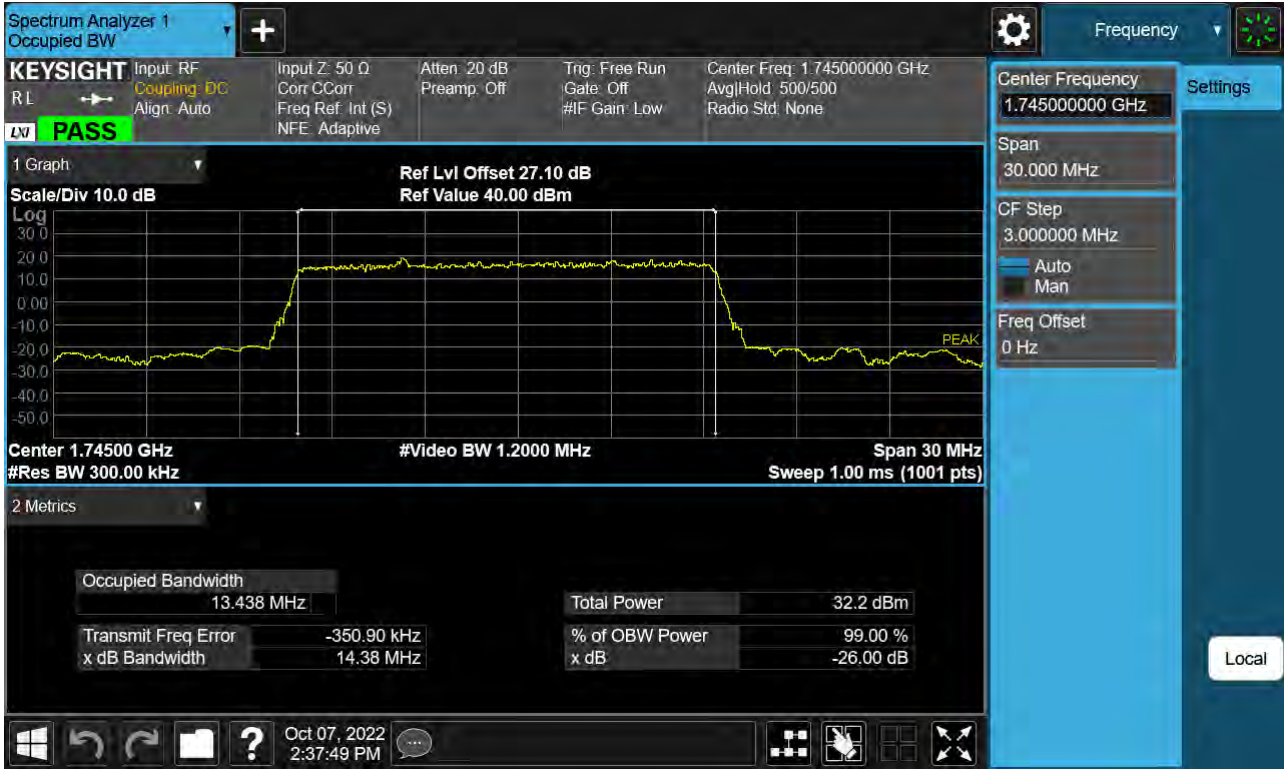 Spectrum Analyzer 1
Occupied BW
+
Frequency
KEYSIGHT
R L
LXI
PASS
Input: RF
Coupling: DC
Align: Auto
Input Z: 50 Ω
Corr CCorr
Freq Ref: Int (S)
NFE: Adaptive
Atten: 20 dB
Preamp: Off
Trig: Free Run
Gate: Off
#IF Gain: Low
Center Freq: 1.745000000 GHz
Avg|Hold: 500/500
Radio Std: None
Center Frequency
1.745000000 GHz
Settings
Span
30.000 MHz
CF Step
3.000000 MHz
Auto
Man
Freq Offset
0 Hz
1 Graph
Scale/Div 10.0 dB
Ref Lvl Offset 27.10 dB
Ref Value 40.00 dBm
Log
30.0
20.0
10.0
0.00
-10.0
-20.0
-30.0
-40.0
-50.0
PEAK
Center 1.74500 GHz
#Video BW 1.2000 MHz
Span 30 MHz
#Res BW 300.00 kHz
Sweep 1.00 ms (1001 pts)
2 Metrics
Occupied Bandwidth
13.438 MHz
Total Power 32.2 dBm
Transmit Freq Error -350.90 kHz
% of OBW Power 99.00 %
x dB Bandwidth 14.38 MHz
x dB -26.00 dB
Local
?
Oct 07, 2022
2:37:49 PM